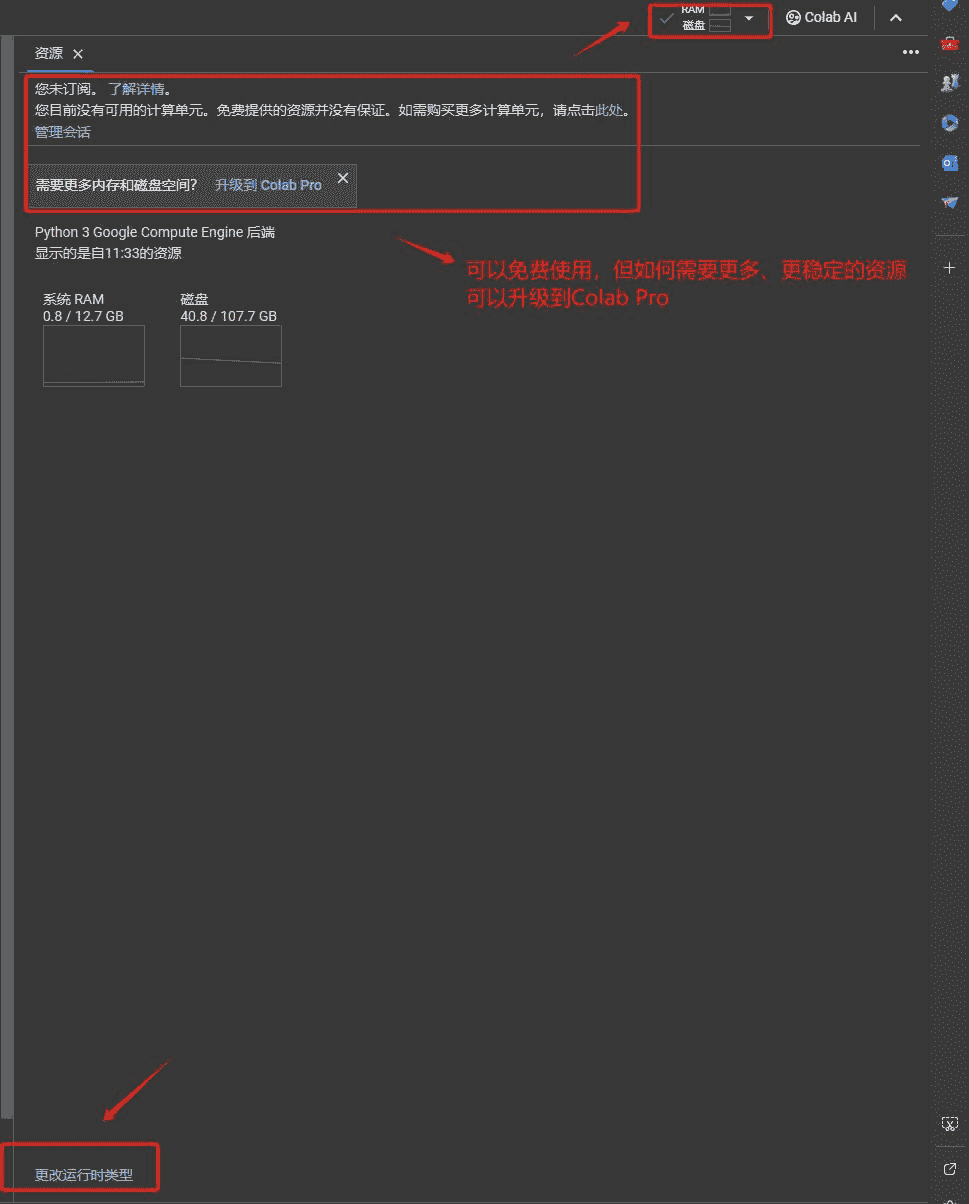 RAM
磁盘
Colab AI
资源
您未订阅。 了解详情。
您目前没有可用的计算单元。免费提供的资源并没有保证。如需购买更多计算单元，请点击此处。
管理会话
需要更多内存和磁盘空间？ 升级到 Colab Pro
Python 3 Google Compute Engine 后端
显示的是自11:33的资源
可以免费使用，但如何需要更多、更稳定的资源
可以升级到Colab Pro
系统 RAM 磁盘
0.8 / 12.7 GB 40.8 / 107.7 GB
更改运行时类型